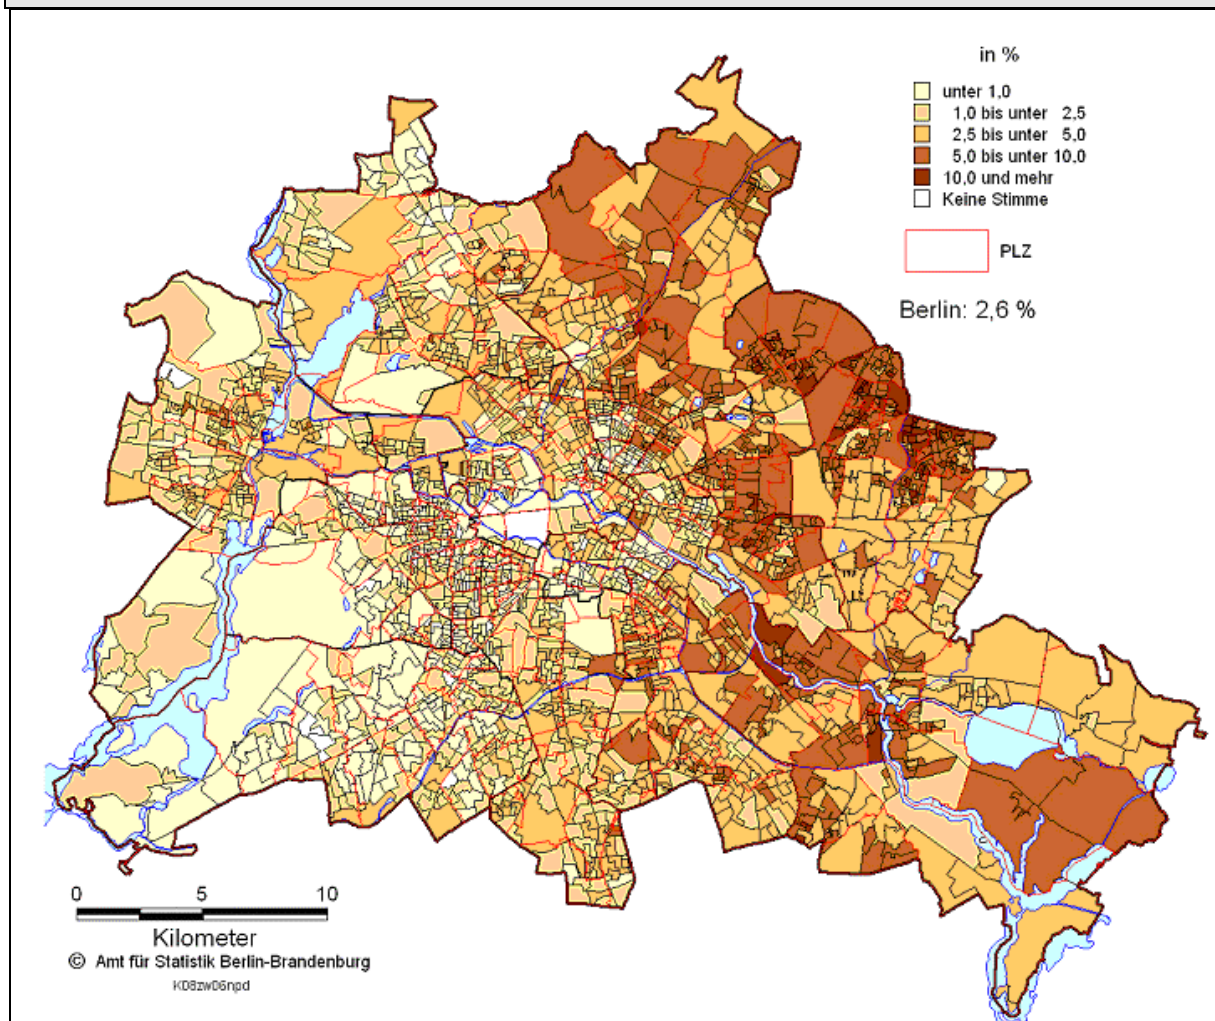 in %
unter 1,0
1,0 bis unter 2,5
2,5 bis unter 5,0
5,0 bis unter 10,0
10,0 und mehr
Keine Stimme
PLZ
Berlin: 2,6 %
0 5 10
Kilometer
© Amt für Statistik Berlin-Brandenburg
K08zw06npd